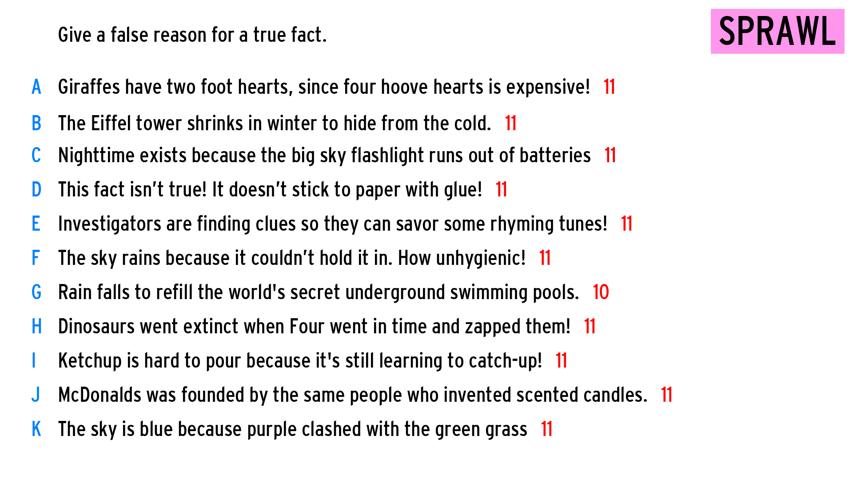 Give a false reason for a true fact.
SPRAWL
A Giraffes have two foot hearts, since four hoove hearts is expensive! 11
B The Eiffel tower shrinks in winter to hide from the cold. 11
C Nighttime exists because the big sky flashlight runs out of batteries 11
D This fact isn't true! It doesn't stick to paper with glue! 11
E Investigators are finding clues so they can savor some rhyming tunes! 11
F The sky rains because it couldn't hold it in. How unhygienic! 11
G Rain falls to refill the world's secret underground swimming pools. 10
H Dinosaurs went extinct when Four went in time and zapped them! 11
I Ketchup is hard to pour because it's still learning to catch-up! 11
J McDonalds was founded by the same people who invented scented candles. 11
K The sky is blue because purple clashed with the green grass 11